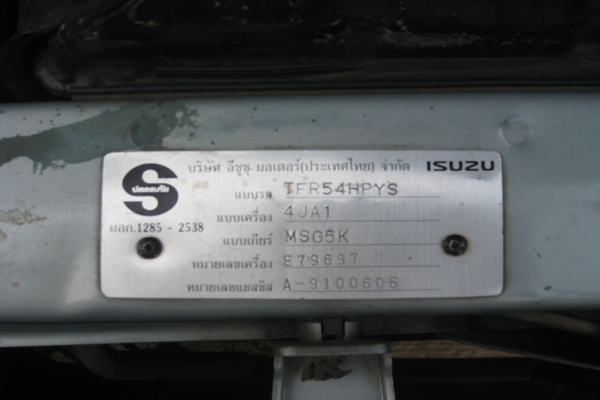 บริษัท อีซูซุ มอเตอร์(ประเทศไทย) จำกัด ISUZU
S ปลอดภัย
มอก.1285 - 2538
แบบรถ TFR54HPYS
แบบเครื่อง 4JA1
แบบเกียร์ MSG5K
หมายเลขเครื่อง E79697
หมายเลขแชสซิส A-9100605